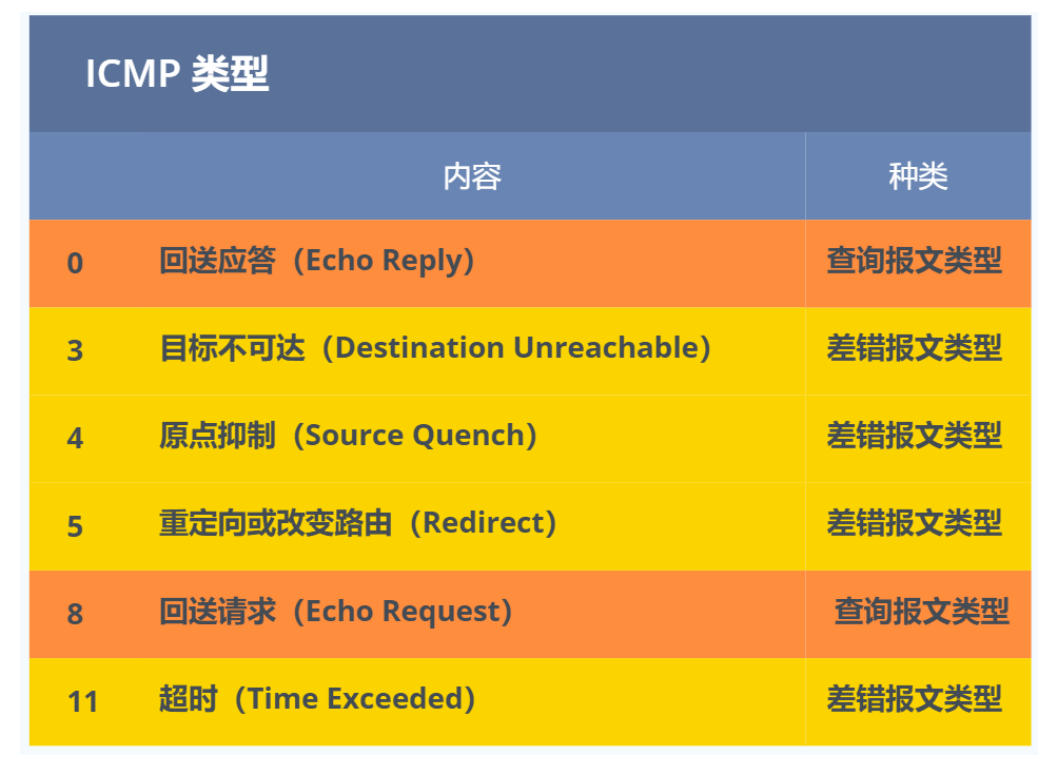 ICMP 类型
内容 种类
0 回送应答（Echo Reply） 查询报文类型
3 目标不可达（Destination Unreachable） 差错报文类型
4 原点抑制（Source Quench） 差错报文类型
5 重定向或改变路由（Redirect） 差错报文类型
8 回送请求（Echo Request） 查询报文类型
11 超时（Time Exceeded） 差错报文类型